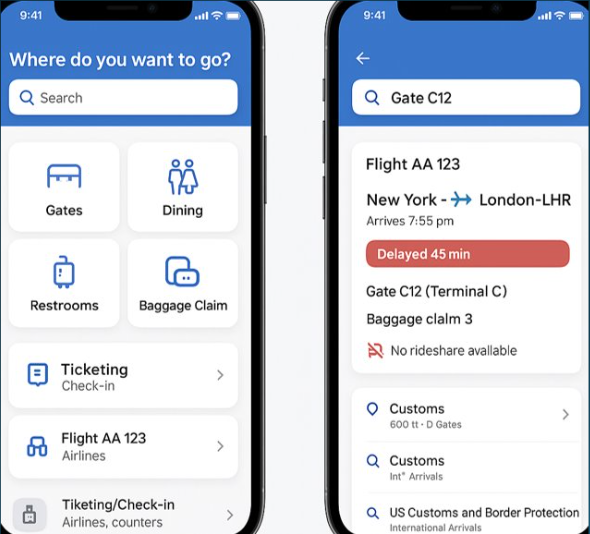 9:41
Where do you want to go?
Search
Gates
Dining
Restrooms
Baggage Claim
Ticketing
Check-in
Flight AA 123
Airlines
Tiketing/Check-in
Airlines, counters
9:41
Gate C12
Flight AA 123
New York - London-LHR
Arrives 7:55 pm
Delayed 45 min
Gate C12 (Terminal C)
Baggage clalm 3
No rideshare available
Customs
600 tt · D Gates
Customs
Int" Arrivals
US Customs and Border Protection
International Arrivals